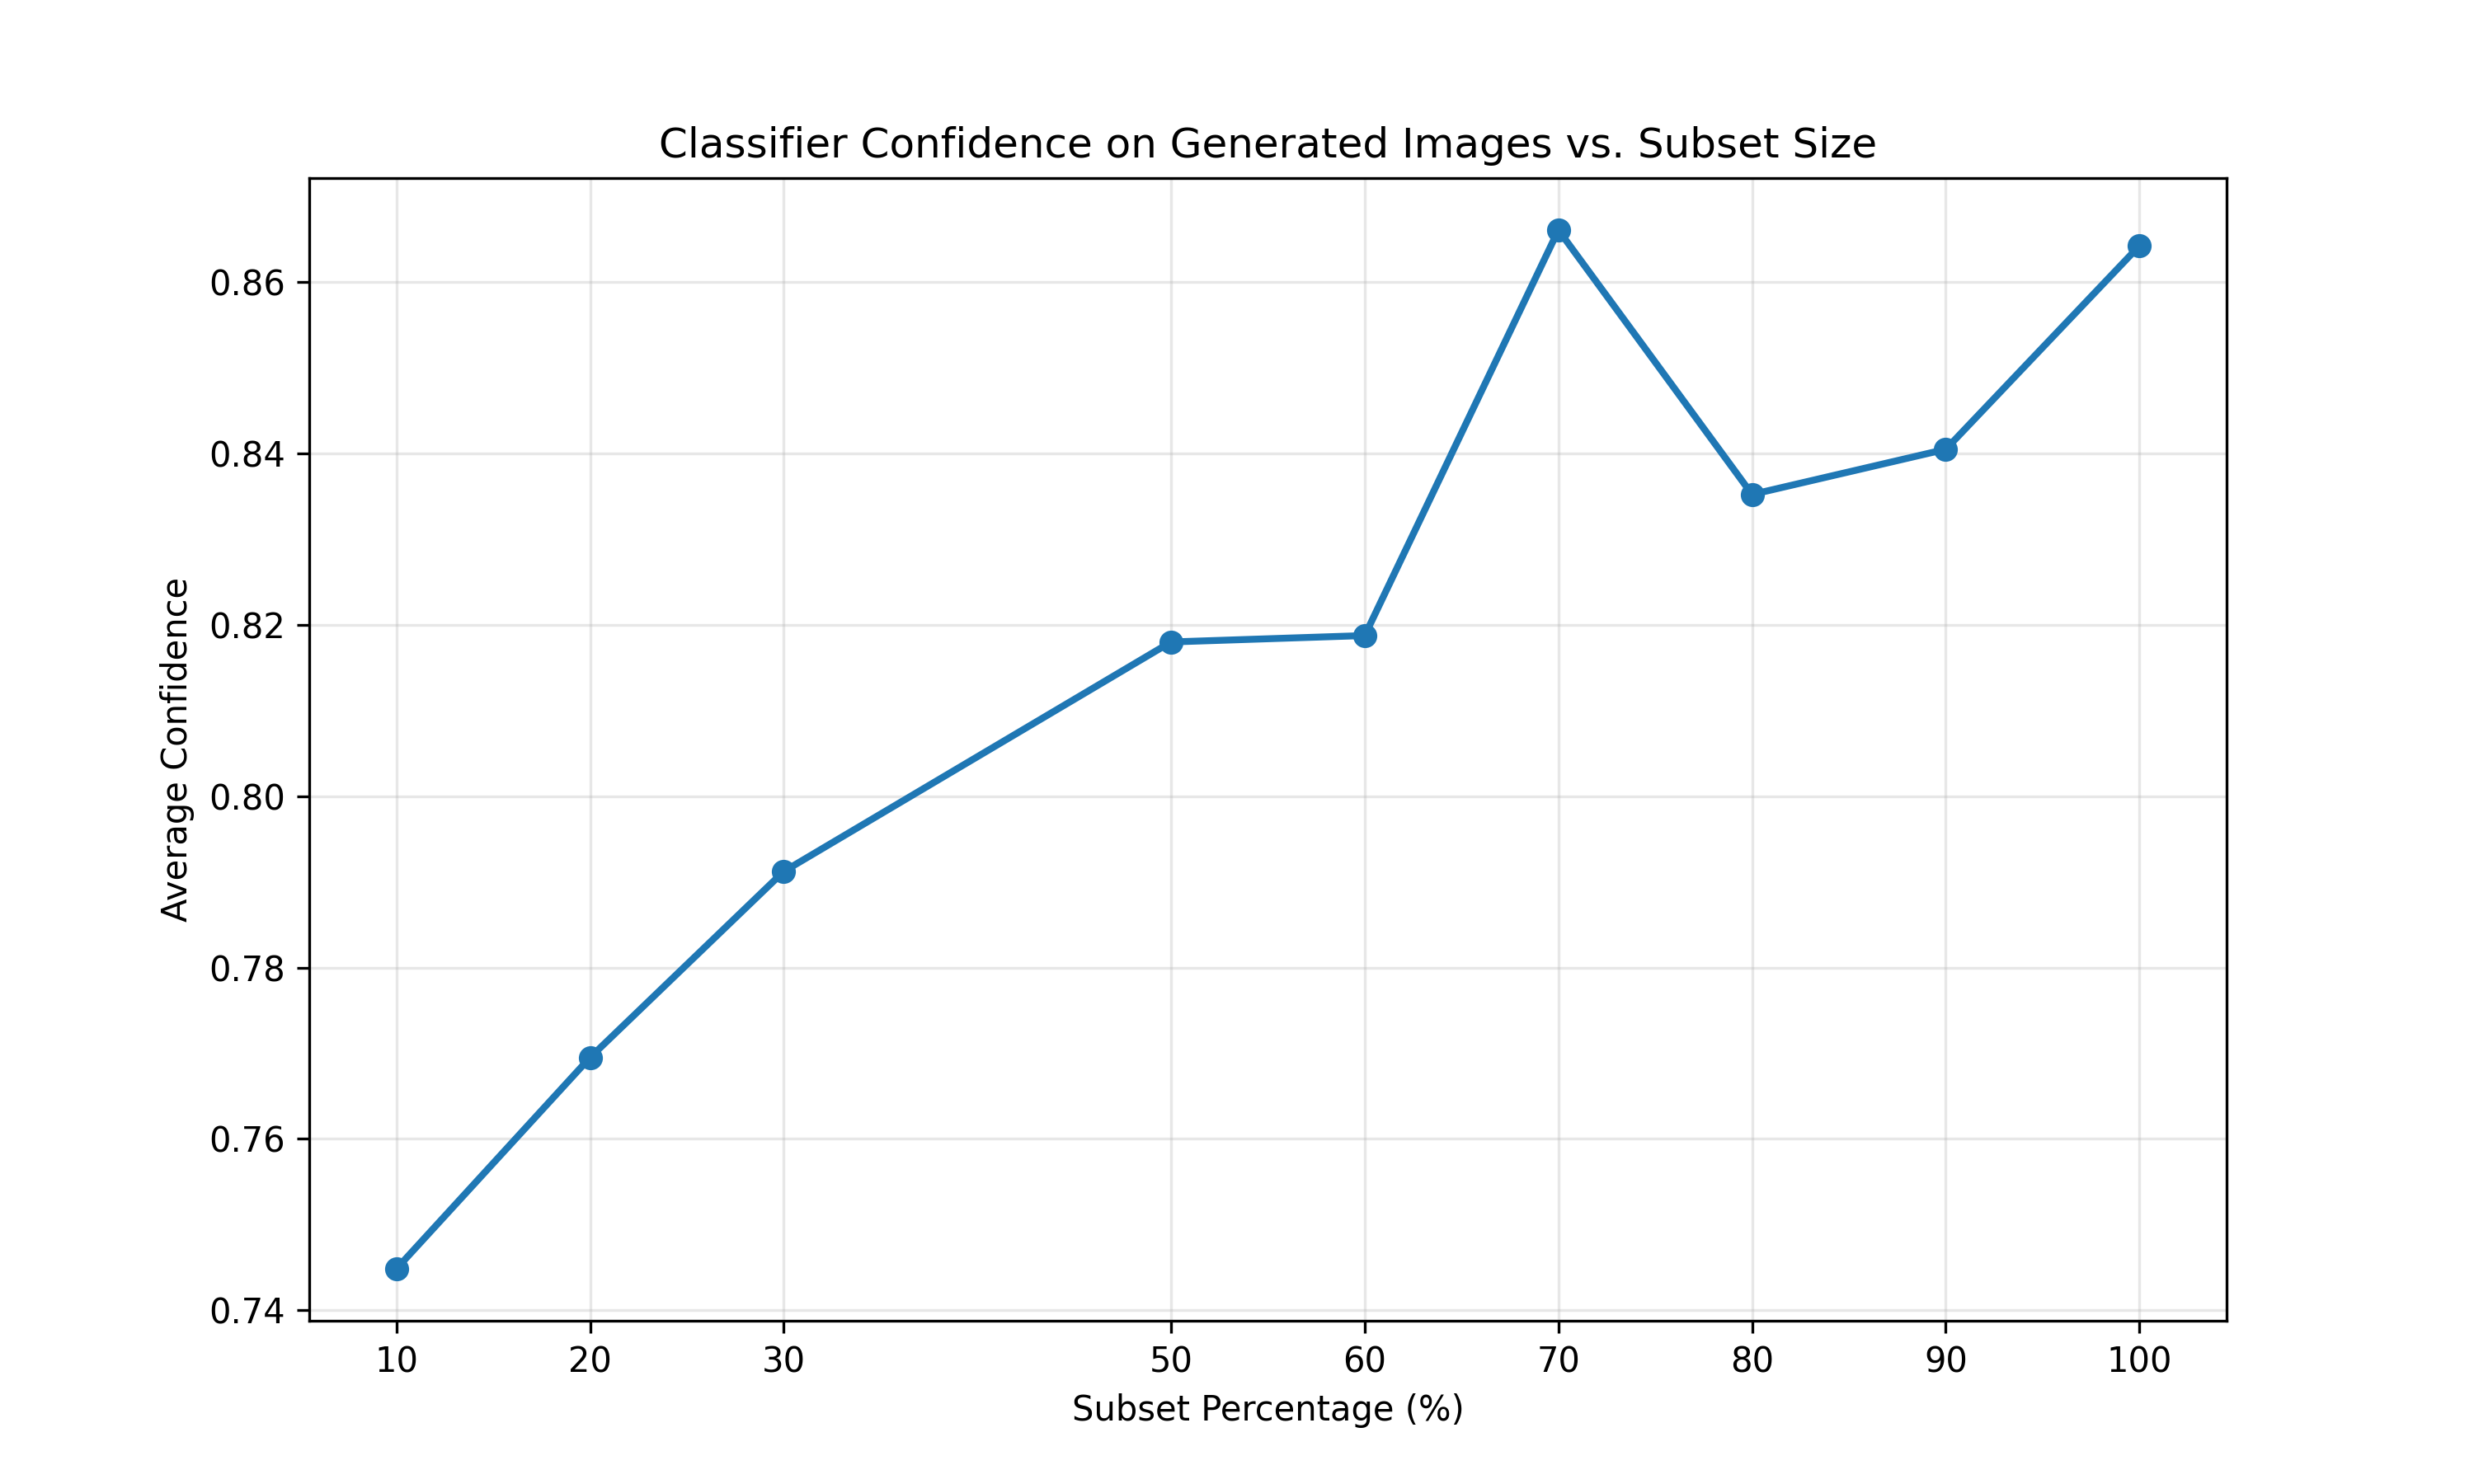 Classifier Confidence on Generated Images vs. Subset Size
Average Confidence
0.86
0.84
0.82
0.80
0.78
0.76
0.74
10 20 30 50 60 70 80 90 100
Subset Percentage (%)